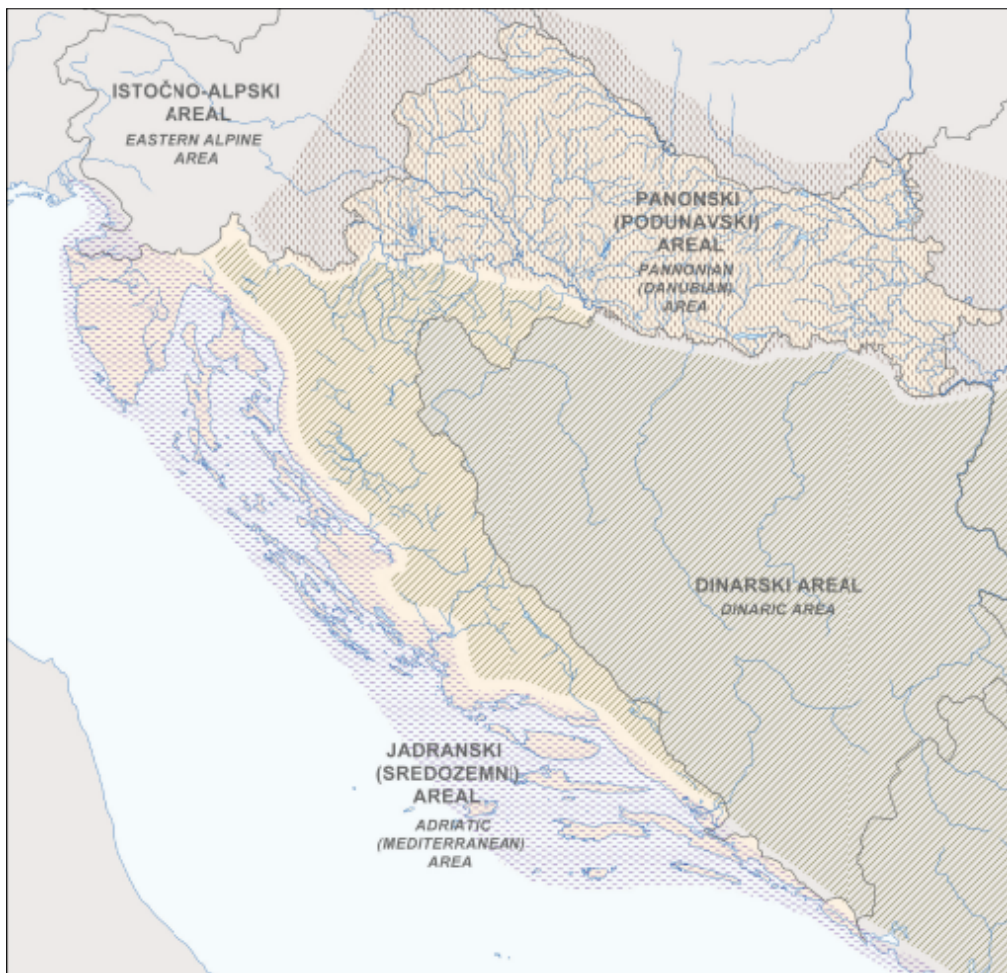 ISTOČNO-ALPSKI
AREAL
EASTERN ALPINE
AREA
PANONSKI
(PODUNAVSKI)
AREAL
PANNONIAN
(DANUBIAN)
AREA
DINARSKI AREAL
DINARIC AREA
JADRANSKI
(SREDOZEMNI)
AREAL
ADRIATIC
(MEDITERRANEAN)
AREA